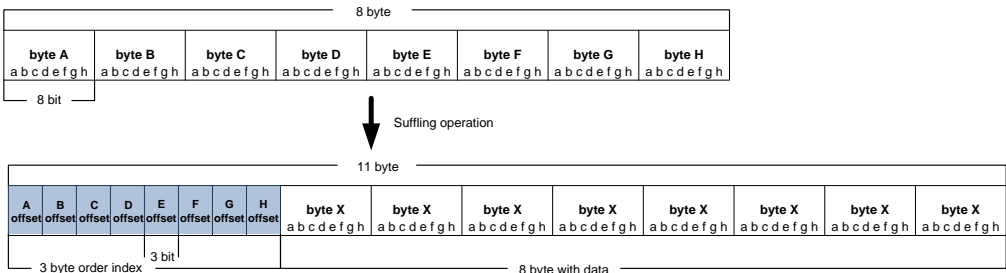 8 byte
byte A byte B byte C byte D byte E byte F byte G byte H
a b c d e f g h a b c d e f g h a b c d e f g h a b c d e f g h a b c d e f g h a b c d e f g h a b c d e f g h a b c d e f g h
8 bit
Suffling operation
11 byte
A B C D E F G H
offset offset offset offset offset offset offset offset
byte X byte X byte X byte X byte X byte X byte X byte X
a b c d e f g h a b c d e f g h a b c d e f g h a b c d e f g h a b c d e f g h a b c d e f g h a b c d e f g h a b c d e f g h
3 bit
3 byte order index
8 byte with data